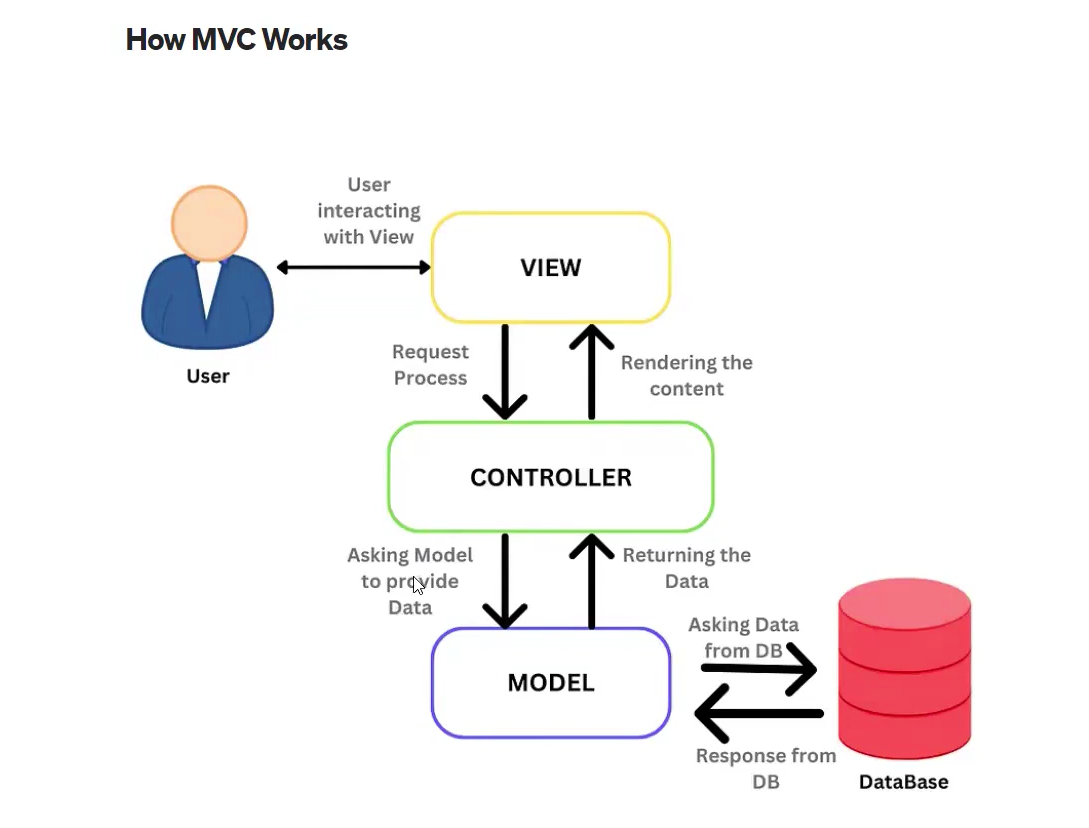 How MVC Works
User
interacting
with View
VIEW
User
Request
Process
Rendering the
content
CONTROLLER
Asking Model
to provide
Data
Returning the
Data
MODEL
Asking Data
from DB
Response from
DB
DataBase